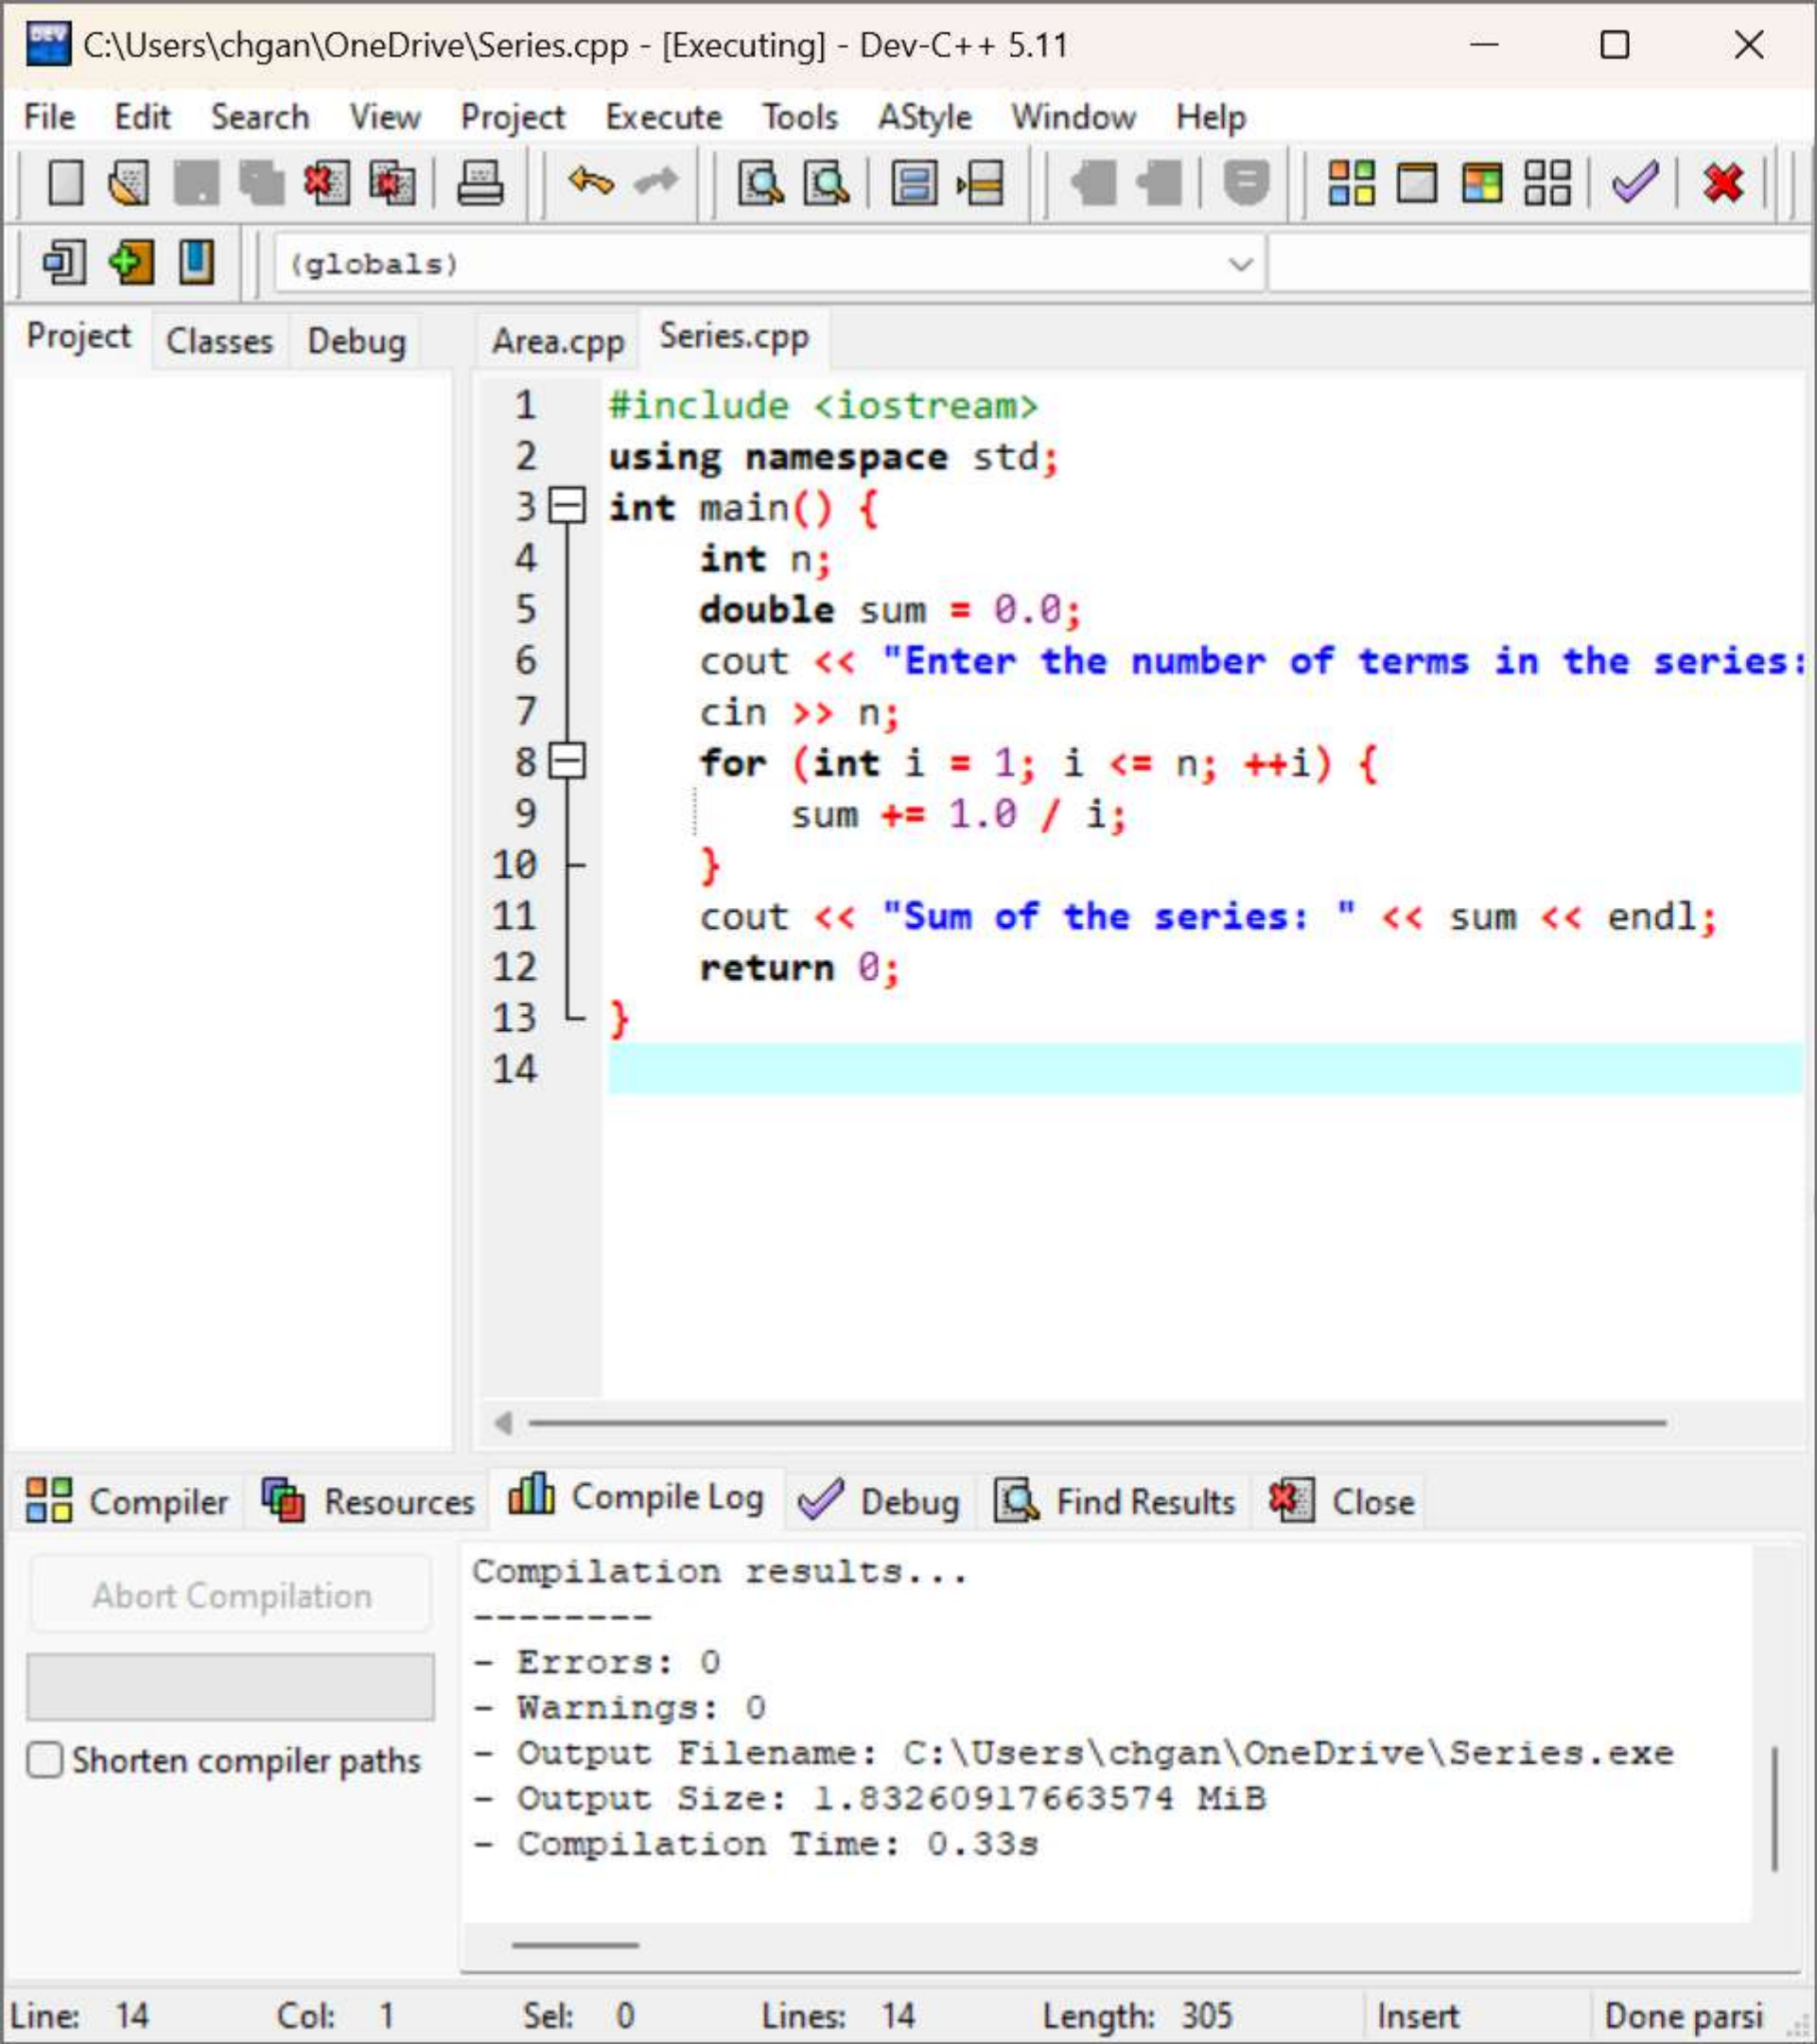 C:\Users\chgan\OneDrive\Series.cpp - [Executing] - Dev-C++ 5.11
File Edit Search View Project Execute Tools AStyle Window Help
(globals)
Project Classes Debug Area.cpp Series.cpp
1 #include <iostream>
2 using namespace std;
3 int main() {
4 int n;
5 double sum = 0.0;
6 cout << "Enter the number of terms in the series:
7 cin >> n;
8 for (int i = 1; i <= n; ++i) {
9 sum += 1.0 / i;
10 }
11 cout << "Sum of the series: " << sum << endl;
12 return 0;
13 }
14
Compiler Resources Compile Log Debug Find Results Close
Abort Compilation
Shorten compiler paths
Compilation results...
--------
- Errors: 0
- Warnings: 0
- Output Filename: C:\Users\chgan\OneDrive\Series.exe
- Output Size: 1.83260917663574 MiB
- Compilation Time: 0.33s
Line: 14 Col: 1 Sel: 0 Lines: 14 Length: 305 Insert Done parsi